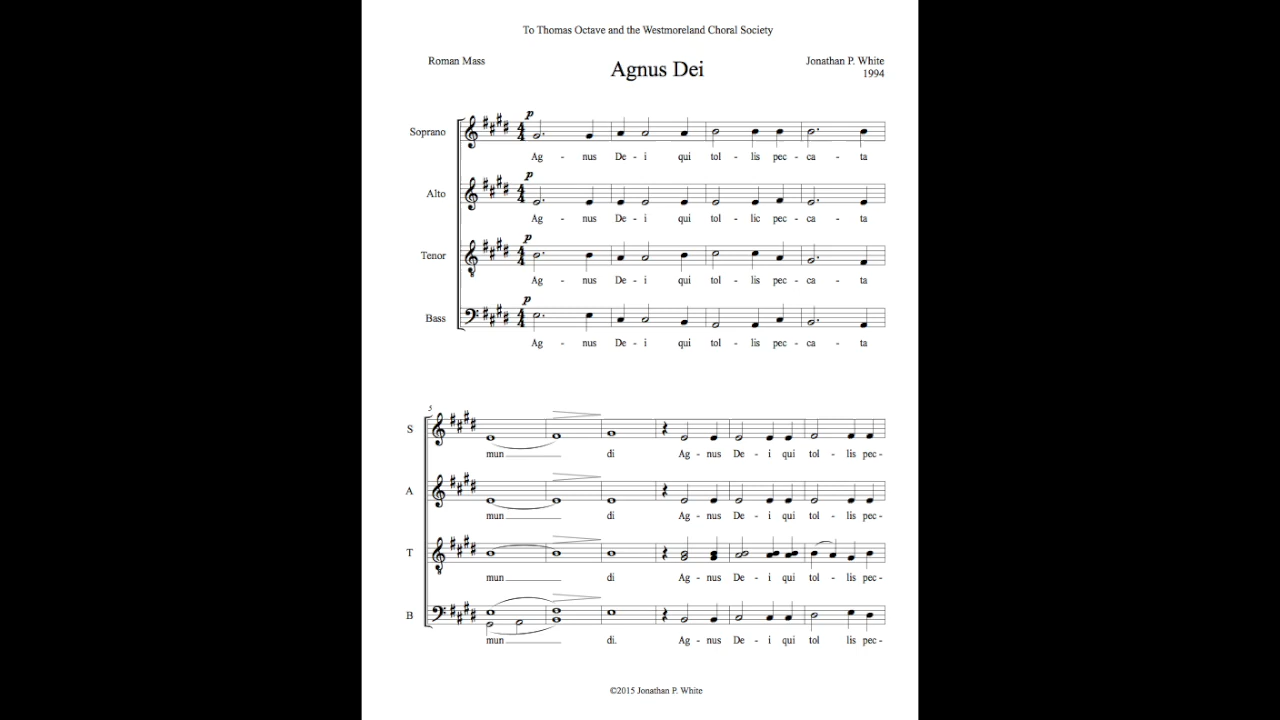 To Thomas Octave and the Westmoreland Choral Society
Roman Mass
Agnus Dei
Jonathan P. White
1994
p
Soprano
Ag - nus De - i qui tol - lis pec - ca - ta
p
Alto
Ag - nus De - i qui tol - lic pec - ca - ta
p
Tenor
Ag - nus De - i qui tol - lis pec - ca - ta
p
Bass
Ag - nus De - i qui tol - lis pec - ca - ta
5
S
mun di Ag - nus De - i qui tol - lis pec -
A
mun di Ag - nus De - i qui tol - lis pec -
T
mun di Ag - nus De - i qui tol - lis pec -
B
mun di. Ag - nus De - i qui tol lis pec -
©2015 Jonathan P. White